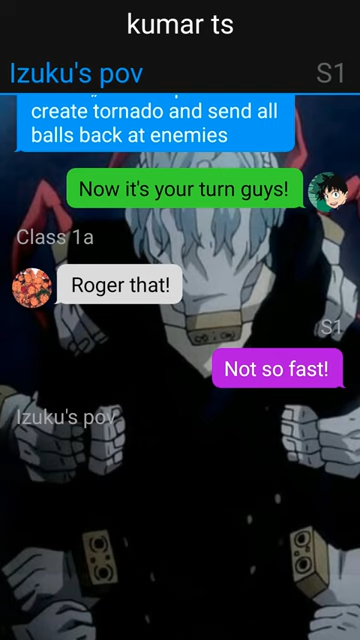 kumar ts
Izuku's pov
S1
create tornado and send all
balls back at enemies
Now it's your turn guys!
Class 1a
Roger that!
S1
Not so fast!
Izuku's pov